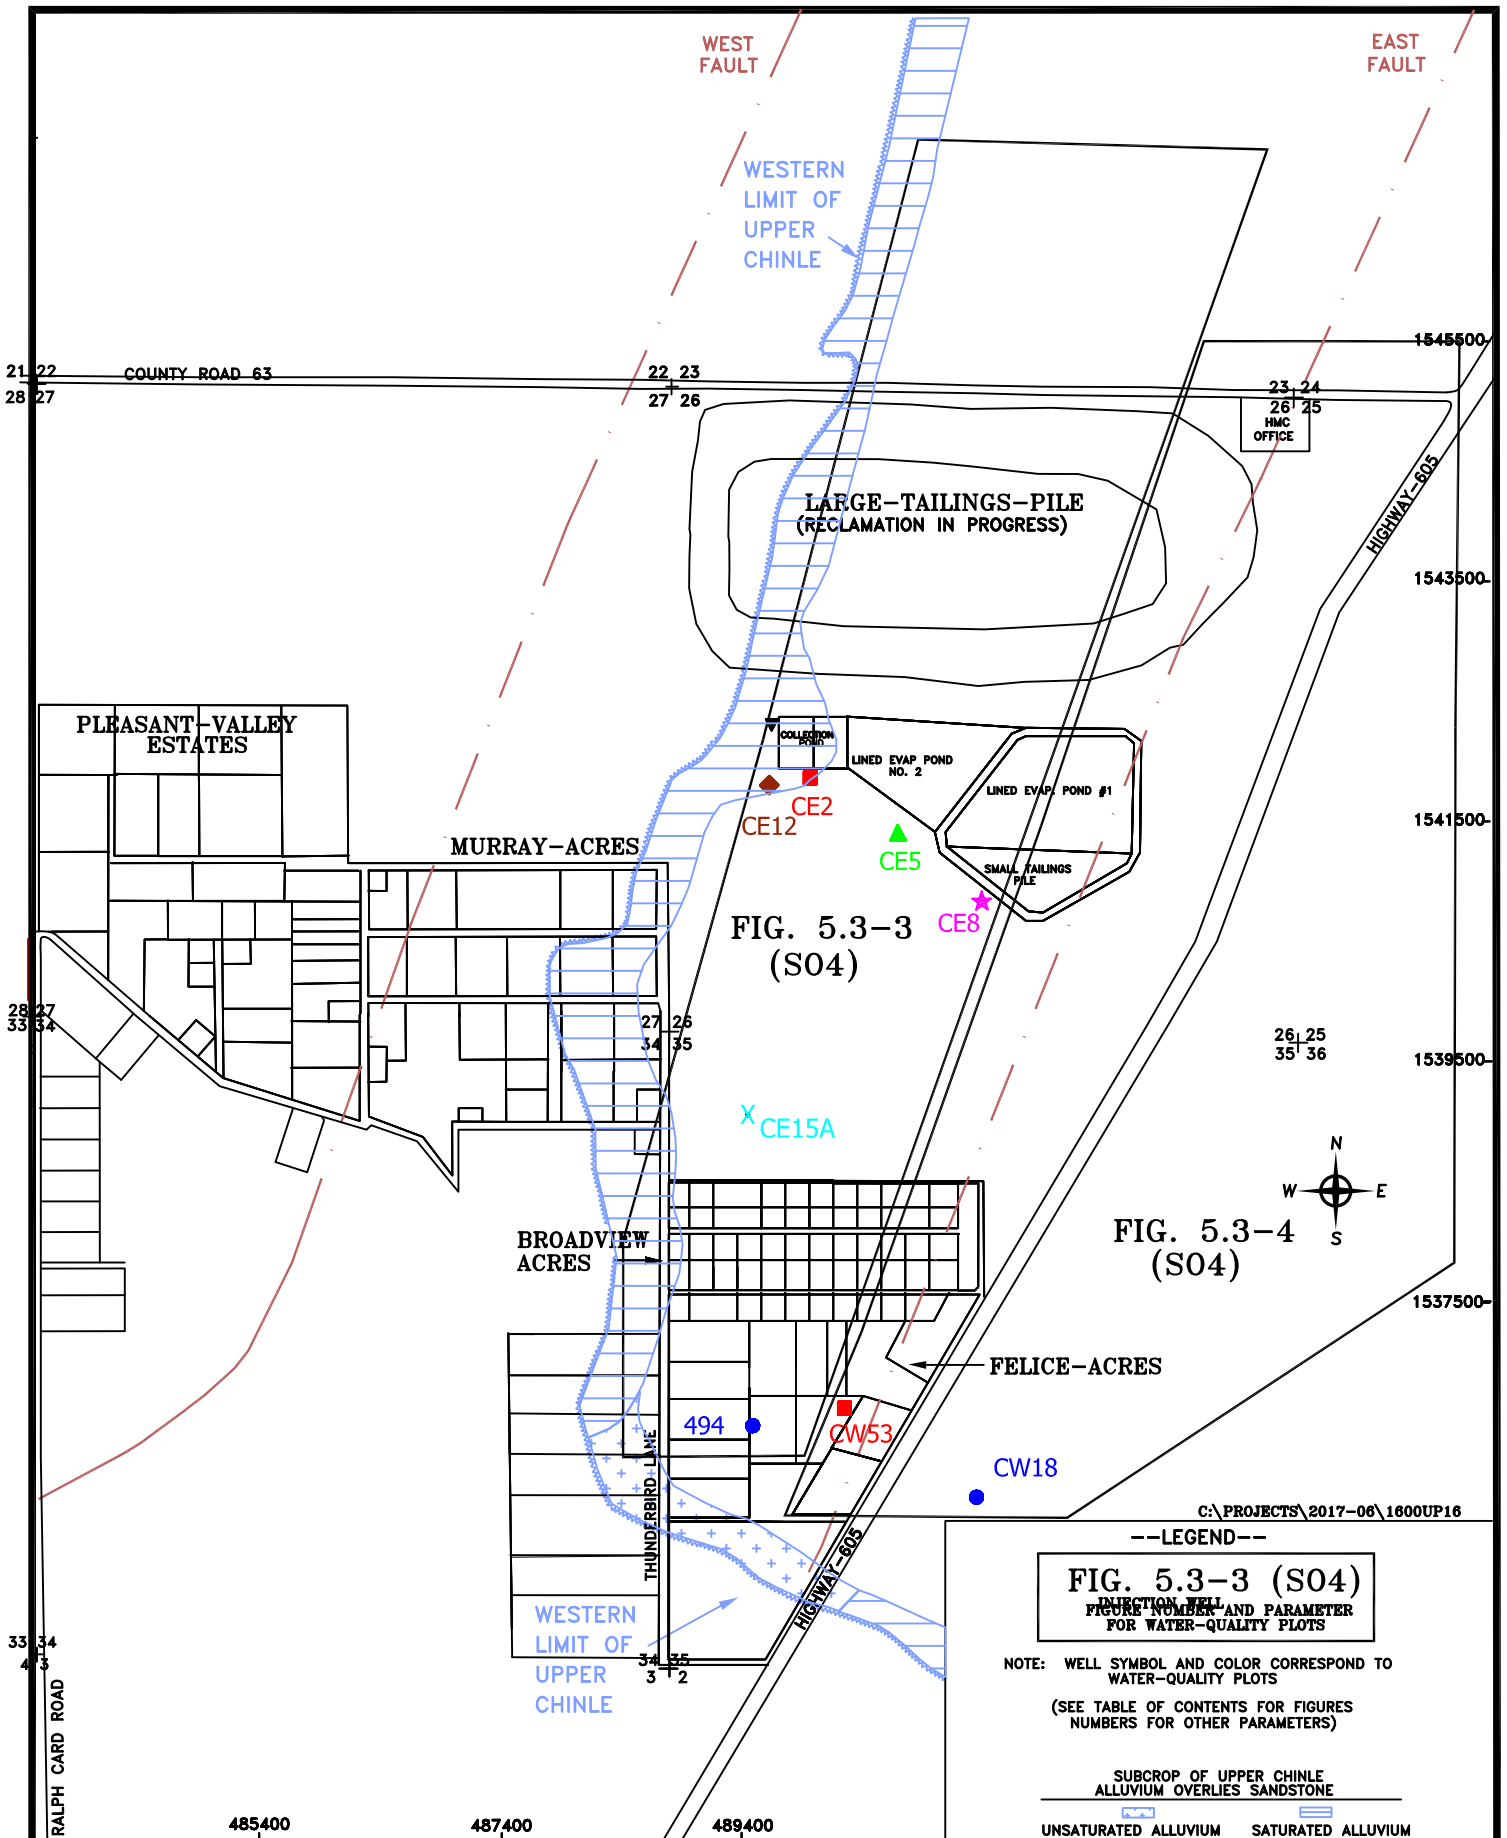 WEST
FAULT
EAST
FAULT
WESTERN
LIMIT OF
UPPER
CHINLE
1545500
21 22
28 27
COUNTY ROAD 63
22 23
27 26
23 24
26 25
HMC
OFFICE
HIGHWAY-605
LARGE-TAILINGS-PILE
(RECLAMATION IN PROGRESS)
1543500
PLEASANT-VALLEY
ESTATES
COLLECTION
POND
LINED EVAP POND
NO. 2
LINED EVAP. POND #1
CE12
CE2
1541500
MURRAY-ACRES
CE5
SMALL TAILINGS
PILE
CE8
FIG. 5.3-3
(SO4)
28 27
33 34
27 26
34 35
26 25
35 36
1539500
X
CE15A
N
W E
S
BROADVIEW
ACRES
FIG. 5.3-4
(SO4)
1537500
FELICE-ACRES
494
CW53
CW18
THUNDERBIRD LANE
HIGHWAY-605
C:\PROJECTS\2017-06\1600UP16
--LEGEND--
FIG. 5.3-3 (SO4)
INJECTION WELL
FIGURE NUMBER AND PARAMETER
FOR WATER-QUALITY PLOTS
WESTERN
LIMIT OF
UPPER
CHINLE
33 34
4 3
34 35
3 2
NOTE: WELL SYMBOL AND COLOR CORRESPOND TO
WATER-QUALITY PLOTS
(SEE TABLE OF CONTENTS FOR FIGURES
NUMBERS FOR OTHER PARAMETERS)
RALPH CARD ROAD
SUBCROP OF UPPER CHINLE
ALLUVIUM OVERLIES SANDSTONE
UNSATURATED ALLUVIUM SATURATED ALLUVIUM
485400
487400
489400